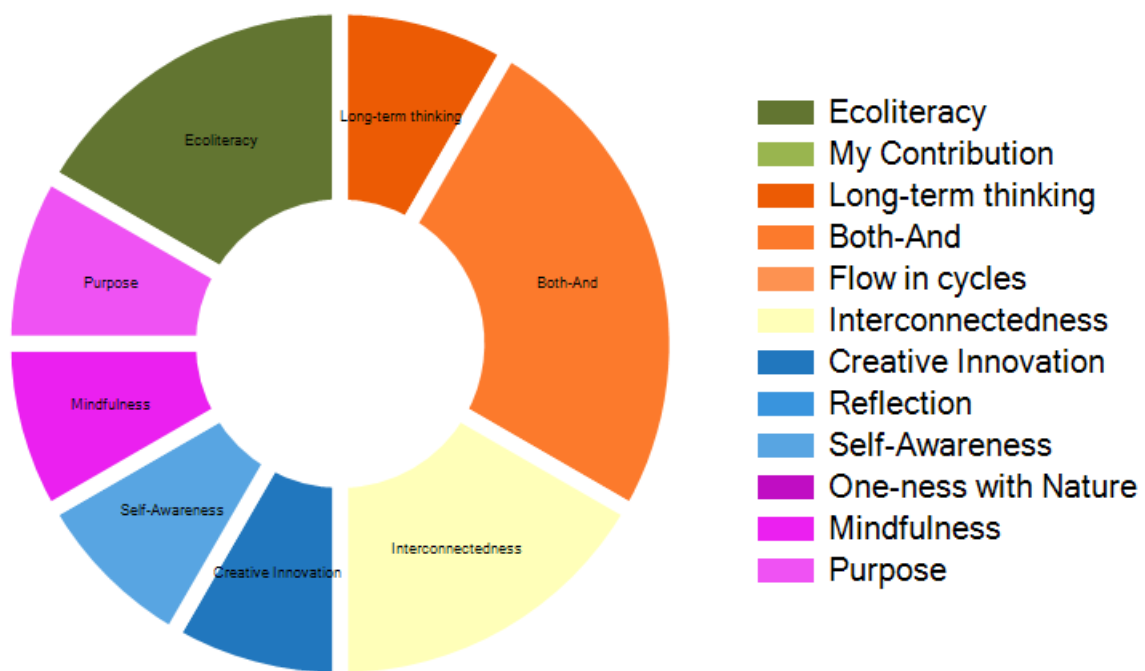 Long-term thinking
Ecoliteracy
Both-And
Purpose
Mindfulness
Self-Awareness
Interconnectedness
Creative Innovation
Ecoliteracy
My Contribution
Long-term thinking
Both-And
Flow in cycles
Interconnectedness
Creative Innovation
Reflection
Self-Awareness
One-ness with Nature
Mindfulness
Purpose